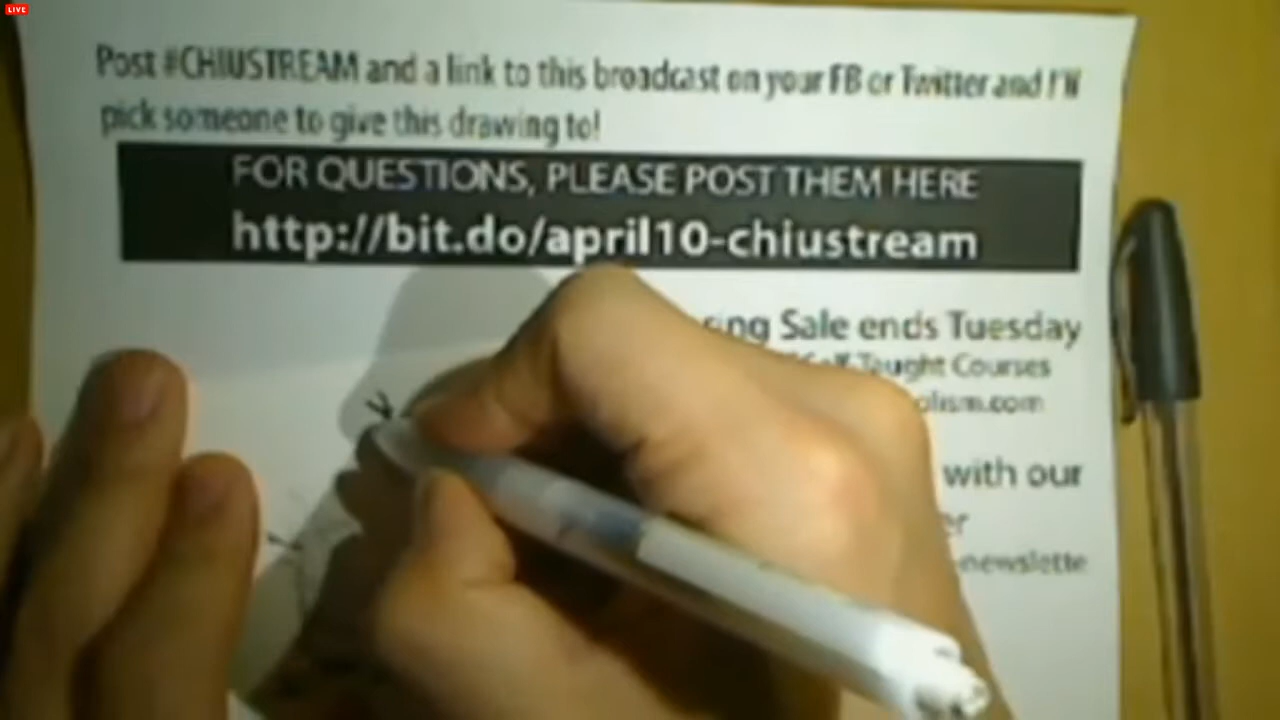 LIVE
Post #CHIUSTREAM and a link to this broadcast on your FB or Twitter and I'll
pick someone to give this drawing to!
FOR QUESTIONS, PLEASE POST THEM HERE
http://bit.do/april10-chiustream
Sale ends Tuesday
Taught Courses
with our